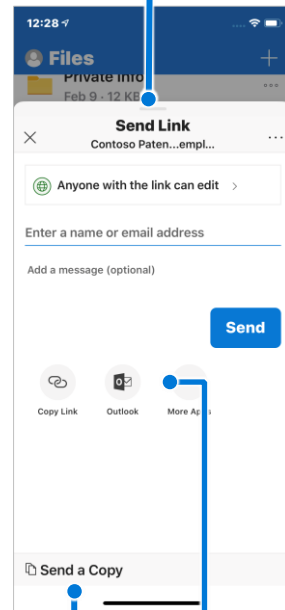 12:28
Files
Private Info
Feb 9 · 12 KB
Send Link
Contoso Paten...empl...
Anyone with the link can edit
Enter a name or email address
Add a message (optional)
Send
Copy Link
Outlook
More Apps
Send a Copy